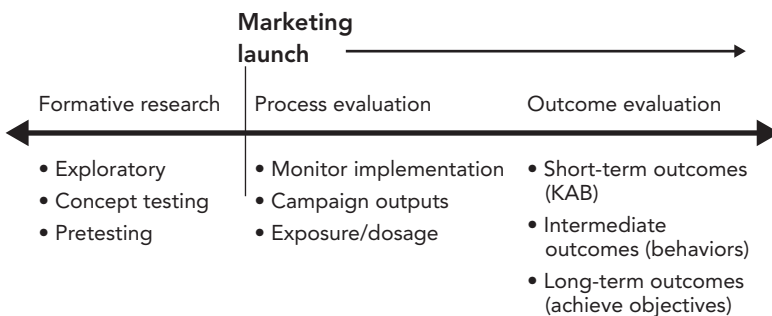 Marketing
launch
Formative research
Process evaluation
Outcome evaluation
• Exploratory
• Concept testing
• Pretesting
• Monitor implementation
• Campaign outputs
• Exposure/dosage
• Short-term outcomes
(KAB)
• Intermediate
outcomes (behaviors)
• Long-term outcomes
(achieve objectives)